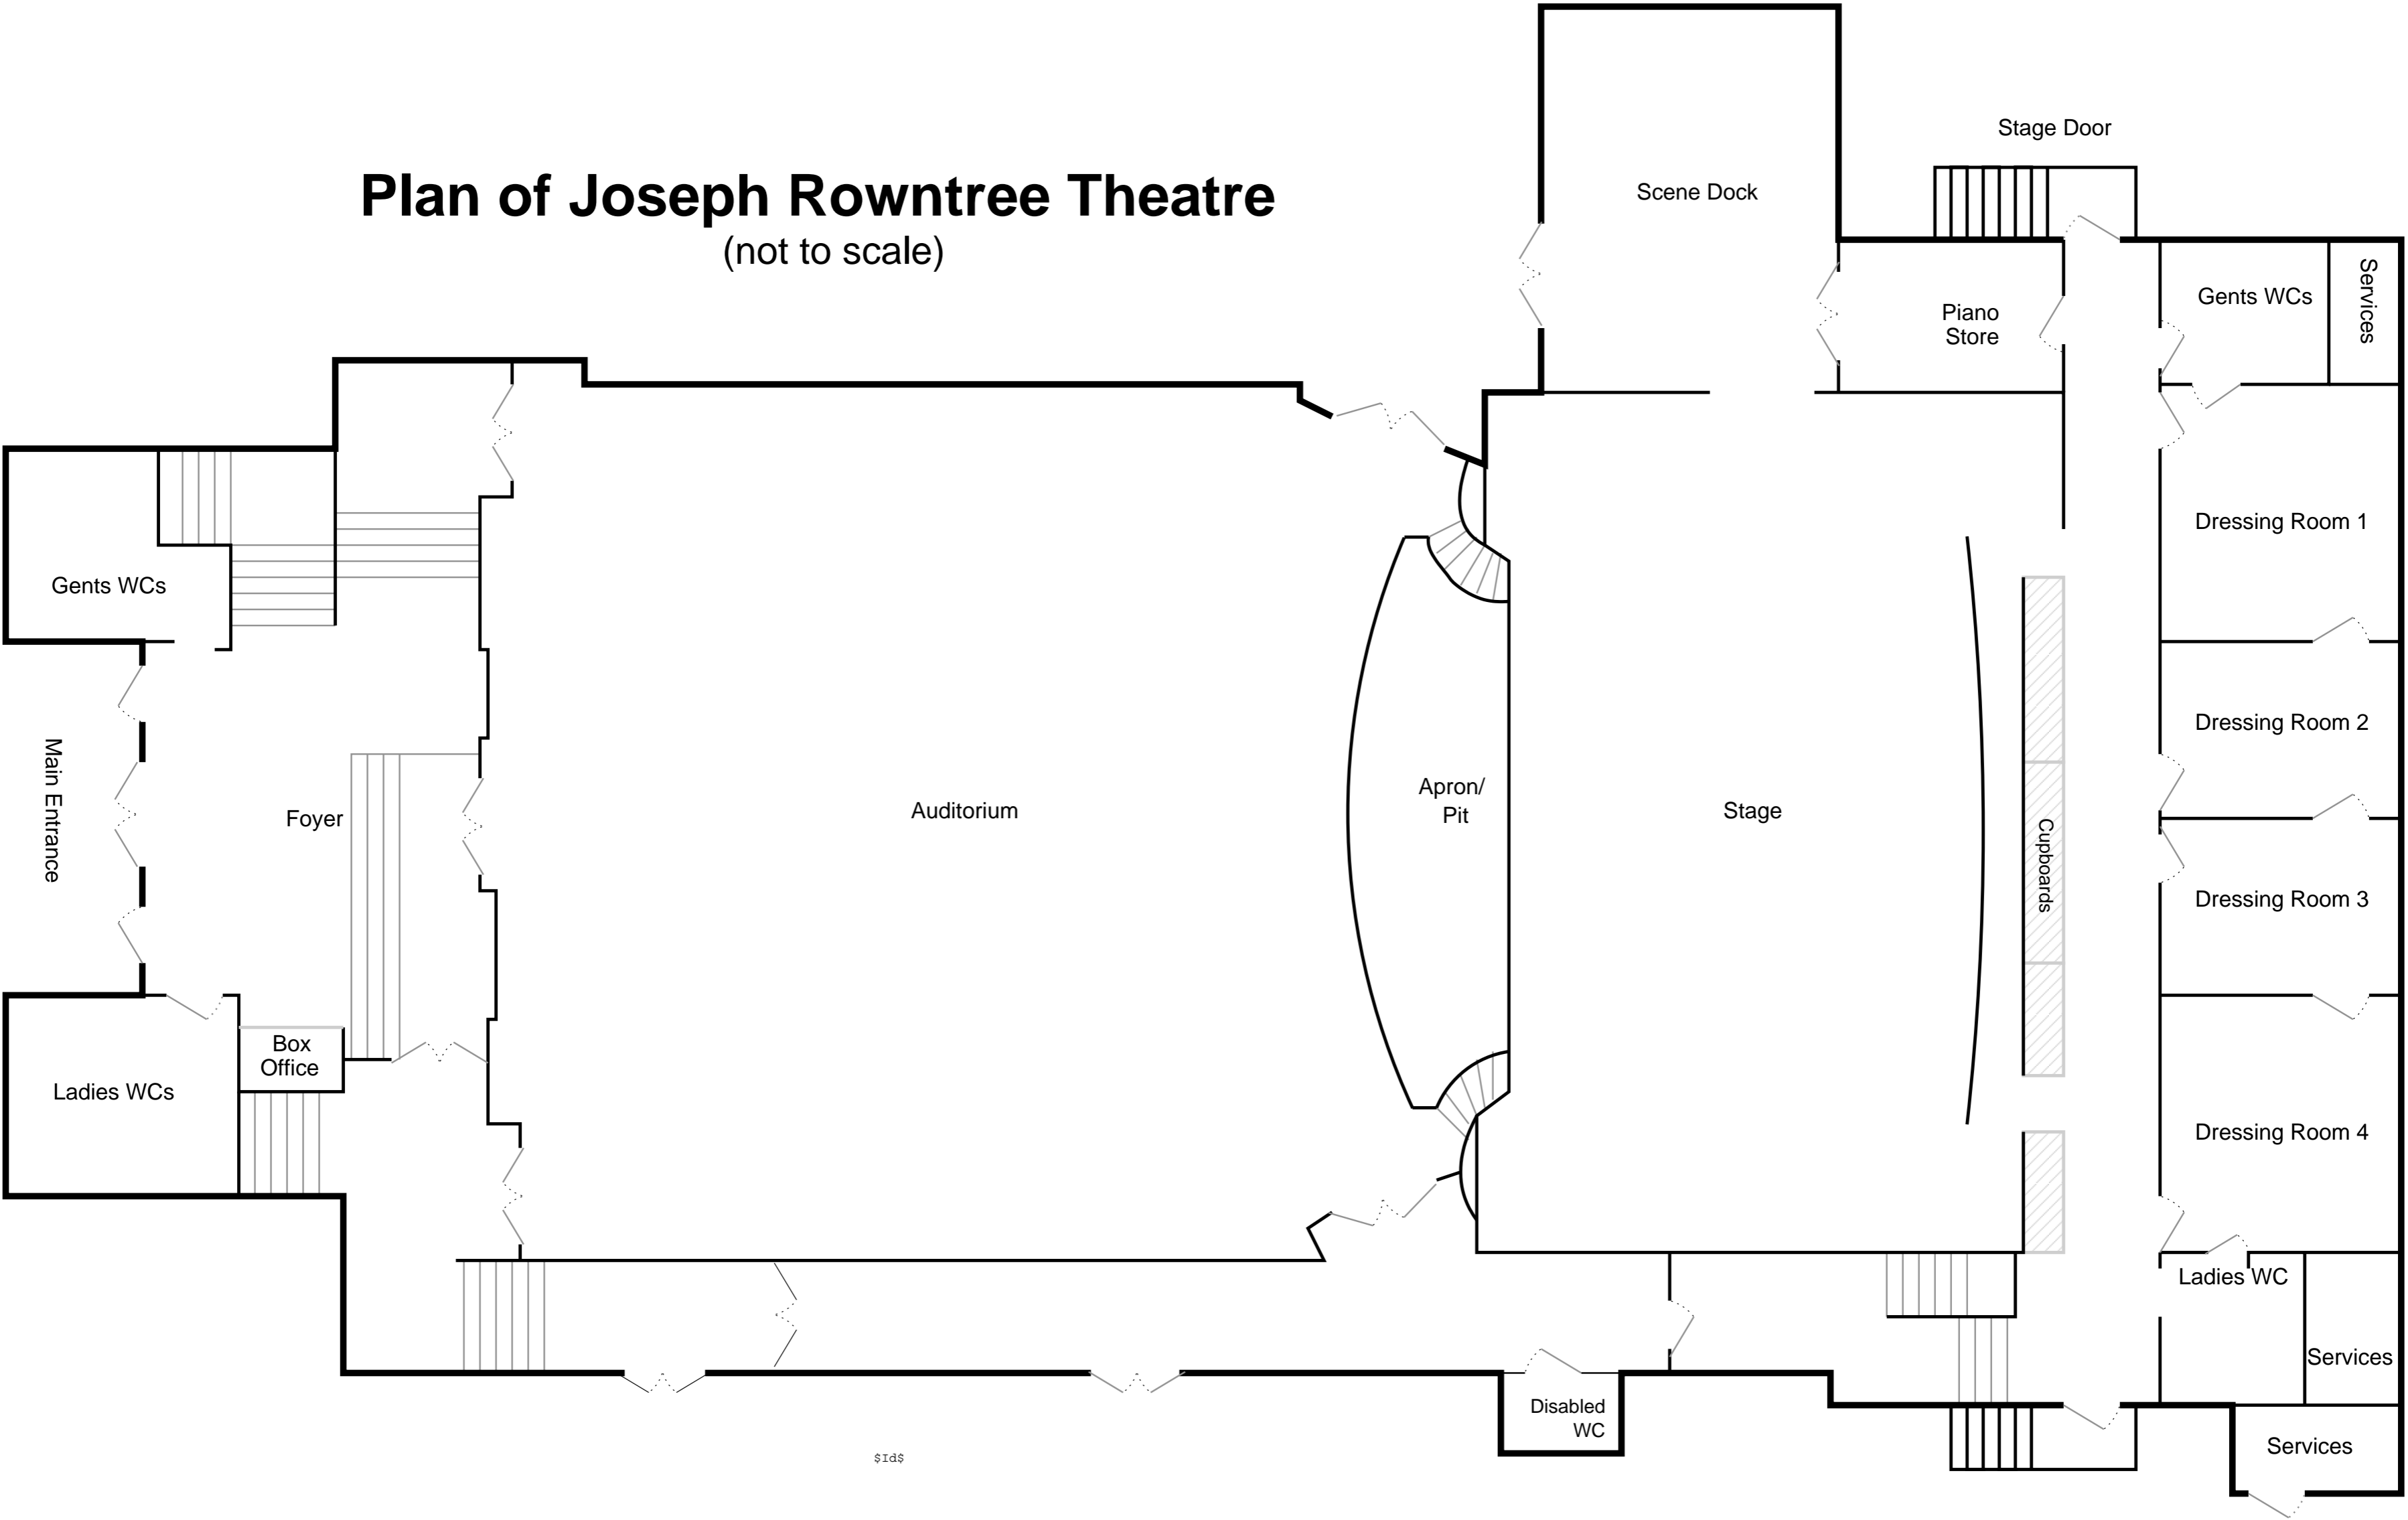 Plan of Joseph Rowntree Theatre
(not to scale)
Stage Door
Scene Dock
Services
Gents WCs
Piano
Store
Dressing Room 1
Gents WCs
Dressing Room 2
Main Entrance
Foyer
Auditorium
Apron/
Pit
Stage
Cupboards
Dressing Room 3
Box
Office
Ladies WCs
Dressing Room 4
Ladies WC
Services
Disabled
WC
Services
$Id$